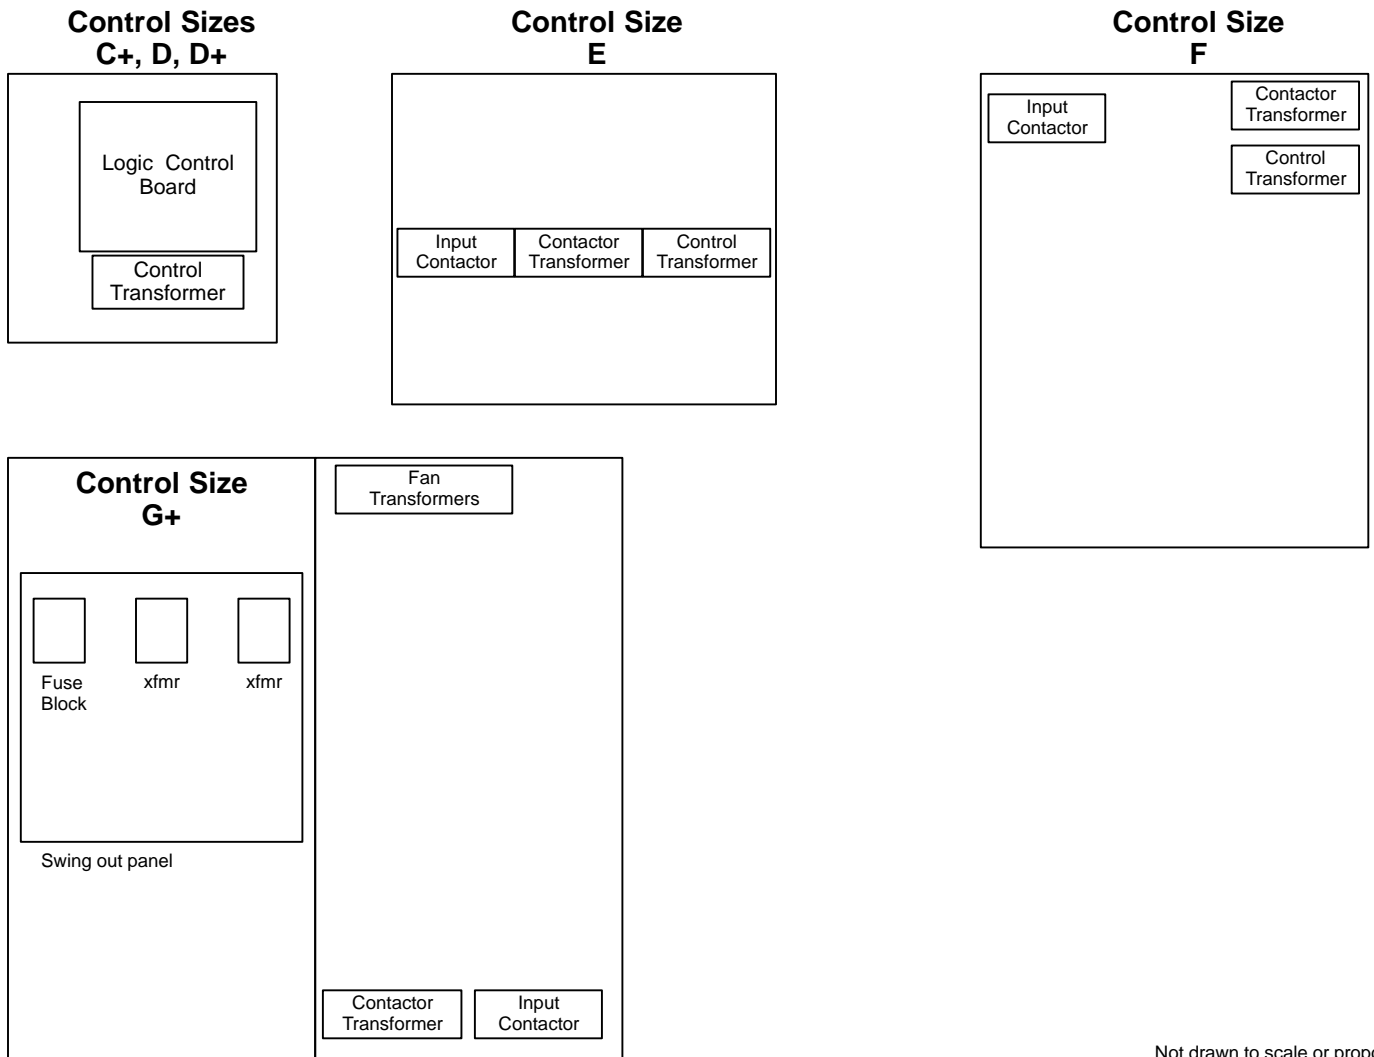 Control Sizes
C+, D, D+
Logic Control
Board
Control
Transformer
Control Size
E
Input
Contactor
Contactor
Transformer
Control
Transformer
Control Size
F
Input
Contactor
Contactor
Transformer
Control
Transformer
Control Size
G+
Fuse
Block
xfmr
xfmr
Swing out panel
Fan
Transformers
Contactor
Transformer
Input
Contactor
Not drawn to scale or